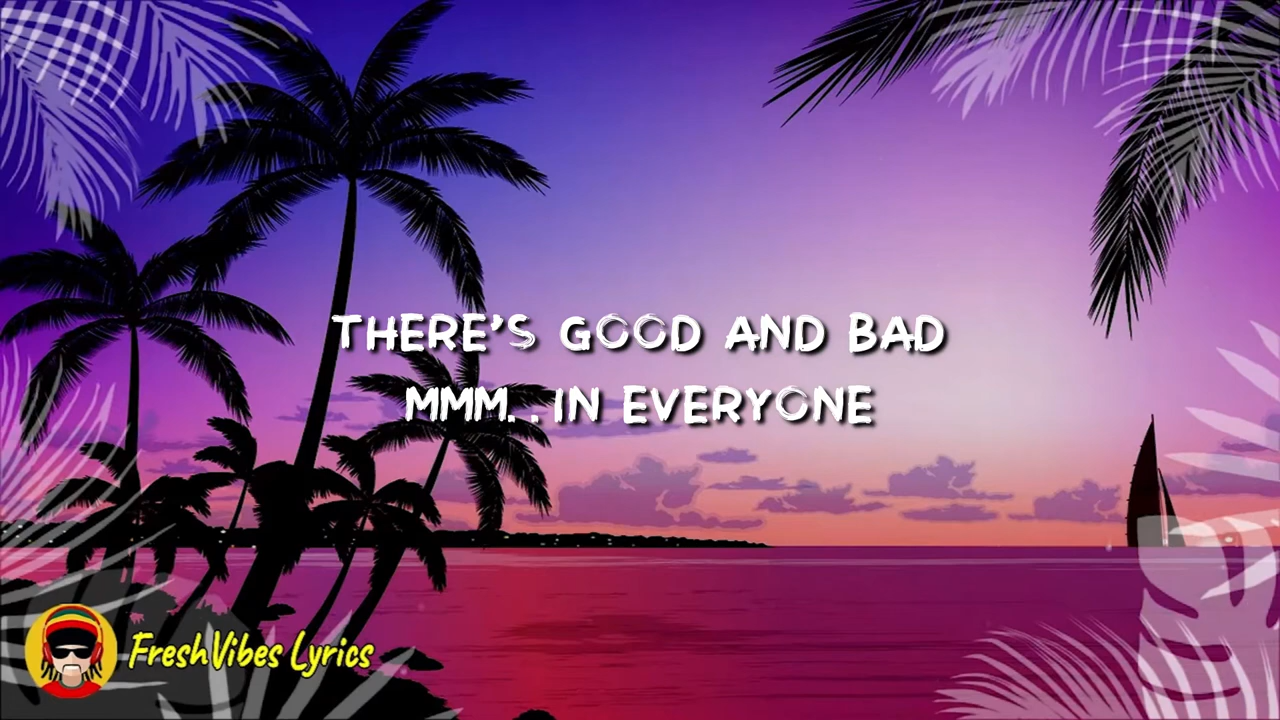 THERE'S GOOD AND BAD
MMM. . IN EVERYONE
FreshVibes Lyrics